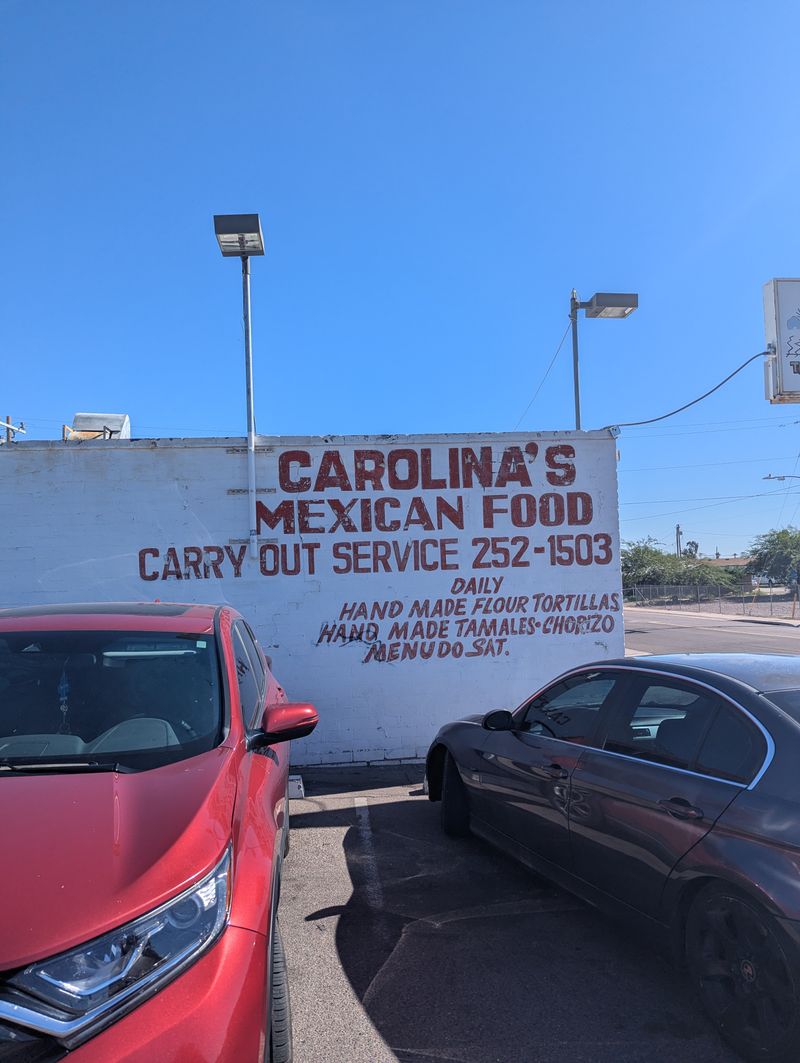 CAROLINA'S
MEXICAN FOOD
CARRY OUT SERVICE 252-1503
DAILY
HAND MADE FLOUR TORTILLAS
HAND MADE TAMALES•CHORIZO
MENUDO SAT.